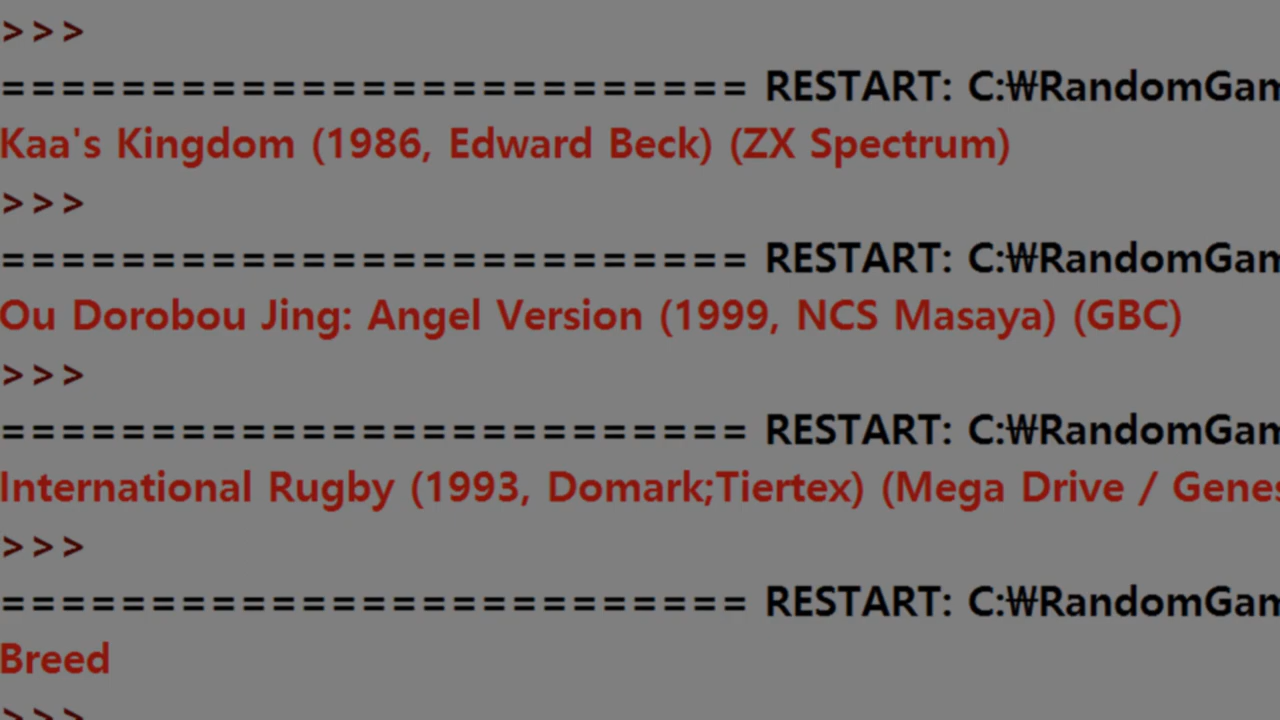 >>>
========================= RESTART: C:₩RandomGam
Kaa's Kingdom (1986, Edward Beck) (ZX Spectrum)
>>>
========================= RESTART: C:₩RandomGam
Ou Dorobou Jing: Angel Version (1999, NCS Masaya) (GBC)
>>>
========================= RESTART: C:₩RandomGam
International Rugby (1993, Domark;Tiertex) (Mega Drive / Genes
>>>
========================= RESTART: C:₩RandomGam
Breed
>>>